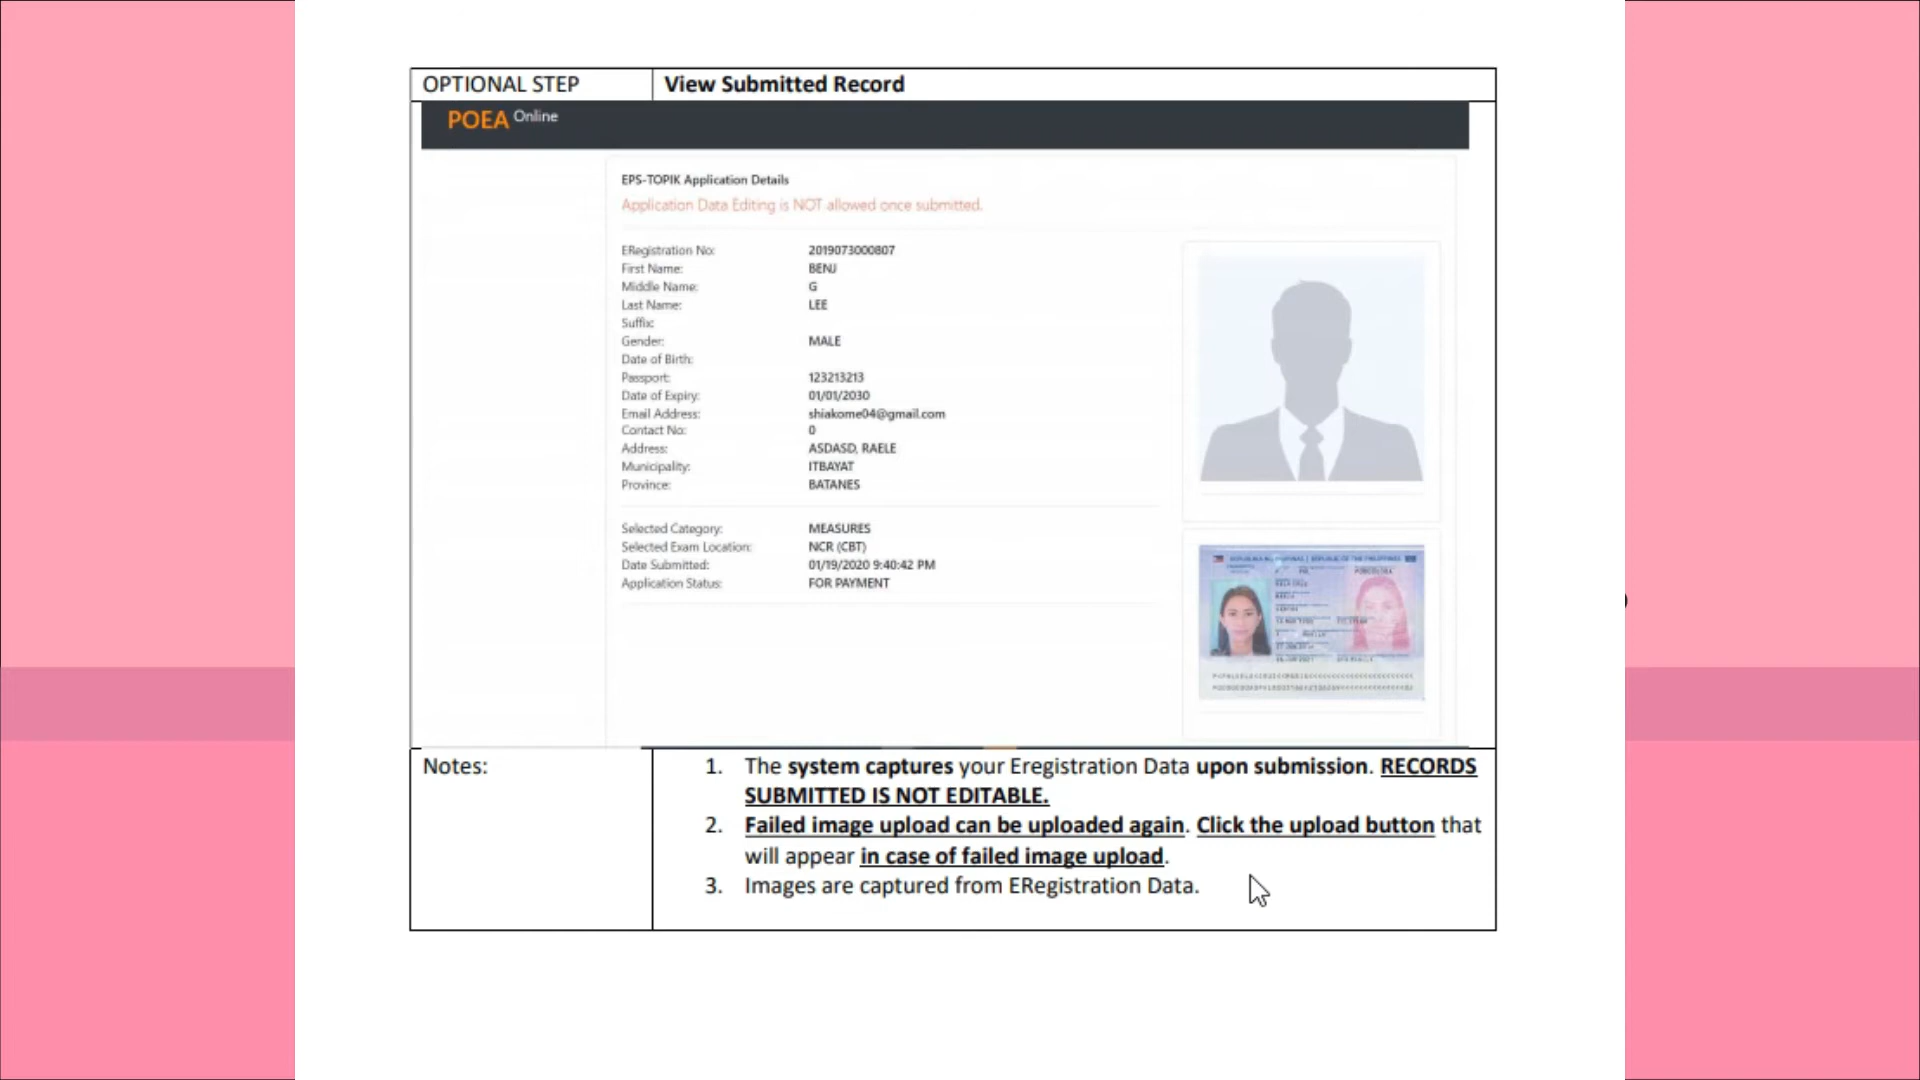 OPTIONAL STEP View Submitted Record
POEA Online
EPS-TOPIK Application Details
Application Data Editing is NOT allowed once submitted.
ERegistration No: 2019073000807
First Name: BENJ
Middle Name: G
Last Name: LEE
Suffix:
Gender: MALE
Date of Birth:
Passport: 123213213
Date of Expiry: 01/01/2030
Email Address: shiakome04@gmail.com
Contact No: 0
Address: ASDASD, RAELE
Municipality: ITBAYAT
Province: BATANES
Selected Category: MEASURES
Selected Exam Location: NCR (CBT)
Date Submitted: 01/19/2020 9:40:42 PM
Application Status: FOR PAYMENT
REPUBLIC OF THE PHILIPPINES
Notes: 1. The system captures your Eregistration Data upon submission. RECORDS
SUBMITTED IS NOT EDITABLE.
2. Failed image upload can be uploaded again. Click the upload button that
will appear in case of failed image upload.
3. Images are captured from ERegistration Data.